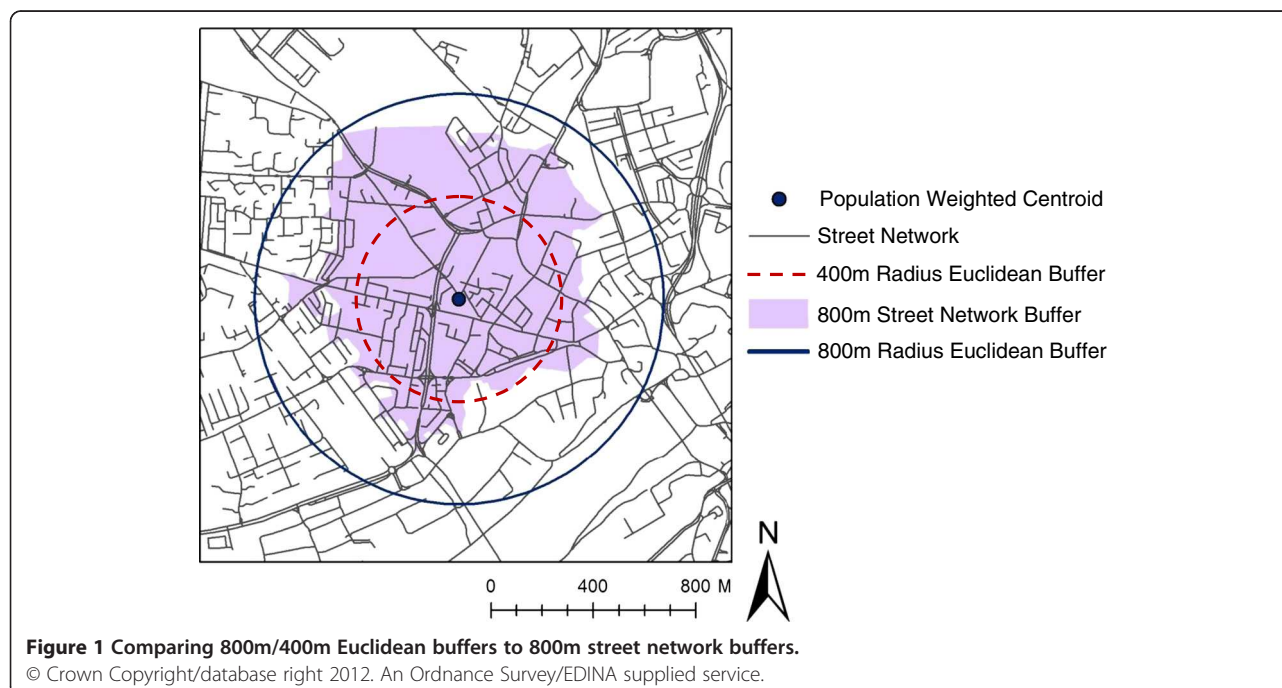 Population Weighted Centroid
Street Network
400m Radius Euclidean Buffer
800m Street Network Buffer
800m Radius Euclidean Buffer
N
0 400 800 M
Figure 1 Comparing 800m/400m Euclidean buffers to 800m street network buffers.
© Crown Copyright/database right 2012. An Ordnance Survey/EDINA supplied service.